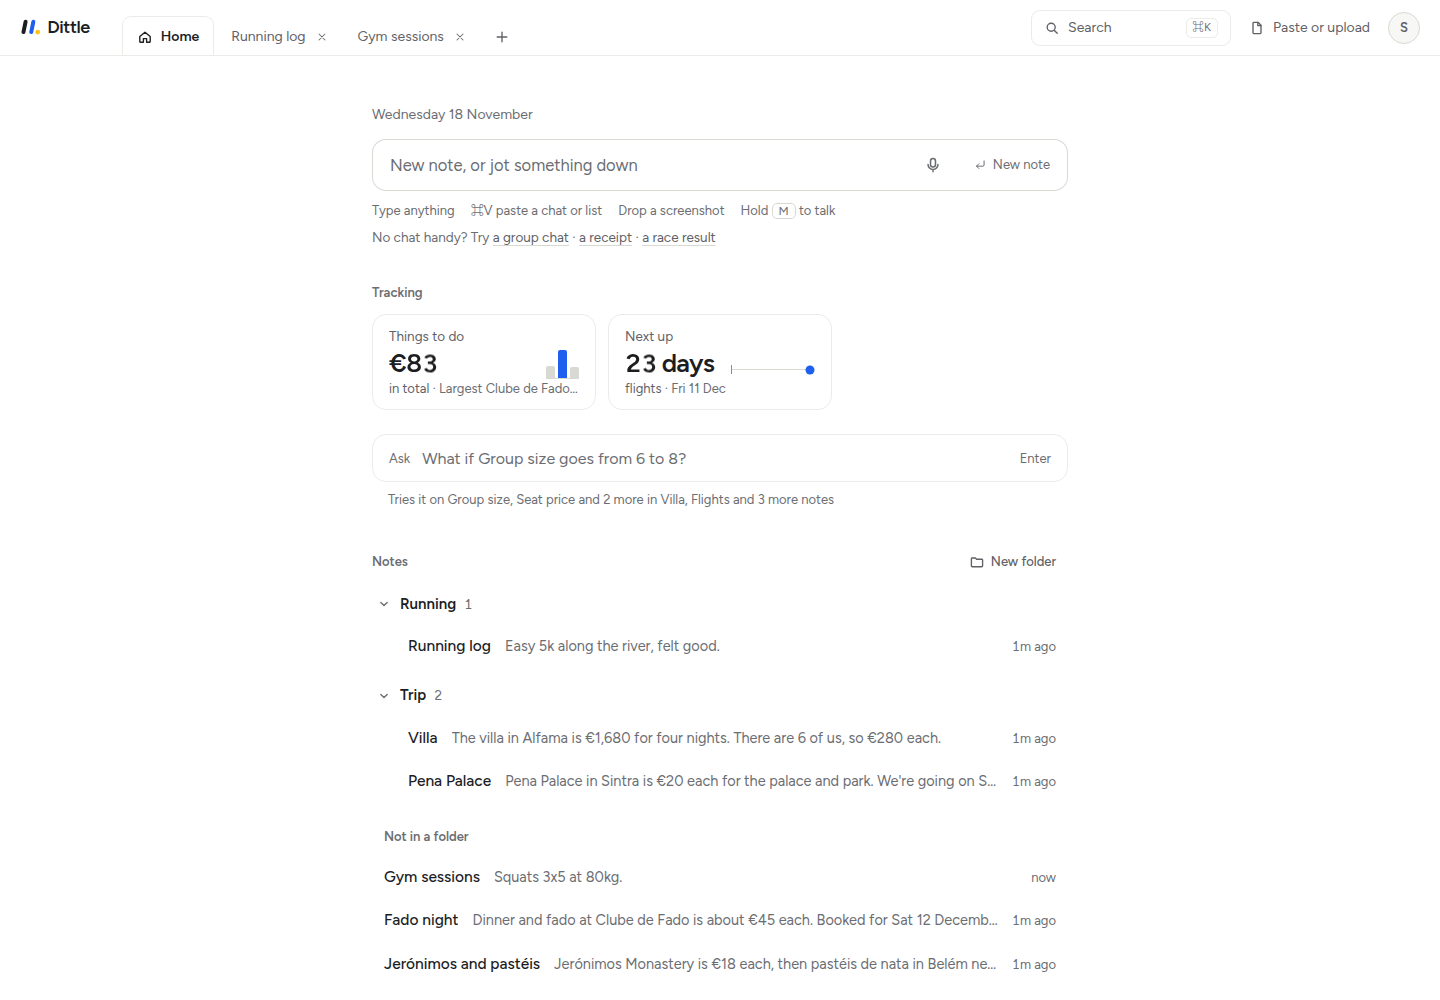 Dittle
Home
Running log
Gym sessions
Search ⌘K
Paste or upload
S
Wednesday 18 November
New note, or jot something down
New note
Type anything ⌘V paste a chat or list Drop a screenshot Hold M to talk
No chat handy? Try a group chat · a receipt · a race result
Tracking
Things to do
€83
in total · Largest Clube de Fado...
Next up
23 days
flights · Fri 11 Dec
Ask What if Group size goes from 6 to 8? Enter
Tries it on Group size, Seat price and 2 more in Villa, Flights and 3 more notes
Notes
New folder
Running 1
Running log Easy 5k along the river, felt good. 1m ago
Trip 2
Villa The villa in Alfama is €1,680 for four nights. There are 6 of us, so €280 each. 1m ago
Pena Palace Pena Palace in Sintra is €20 each for the palace and park. We're going on S... 1m ago
Not in a folder
Gym sessions Squats 3x5 at 80kg. now
Fado night Dinner and fado at Clube de Fado is about €45 each. Booked for Sat 12 Decemb... 1m ago
Jerónimos and pastéis Jerónimos Monastery is €18 each, then pastéis de nata in Belém ne... 1m ago